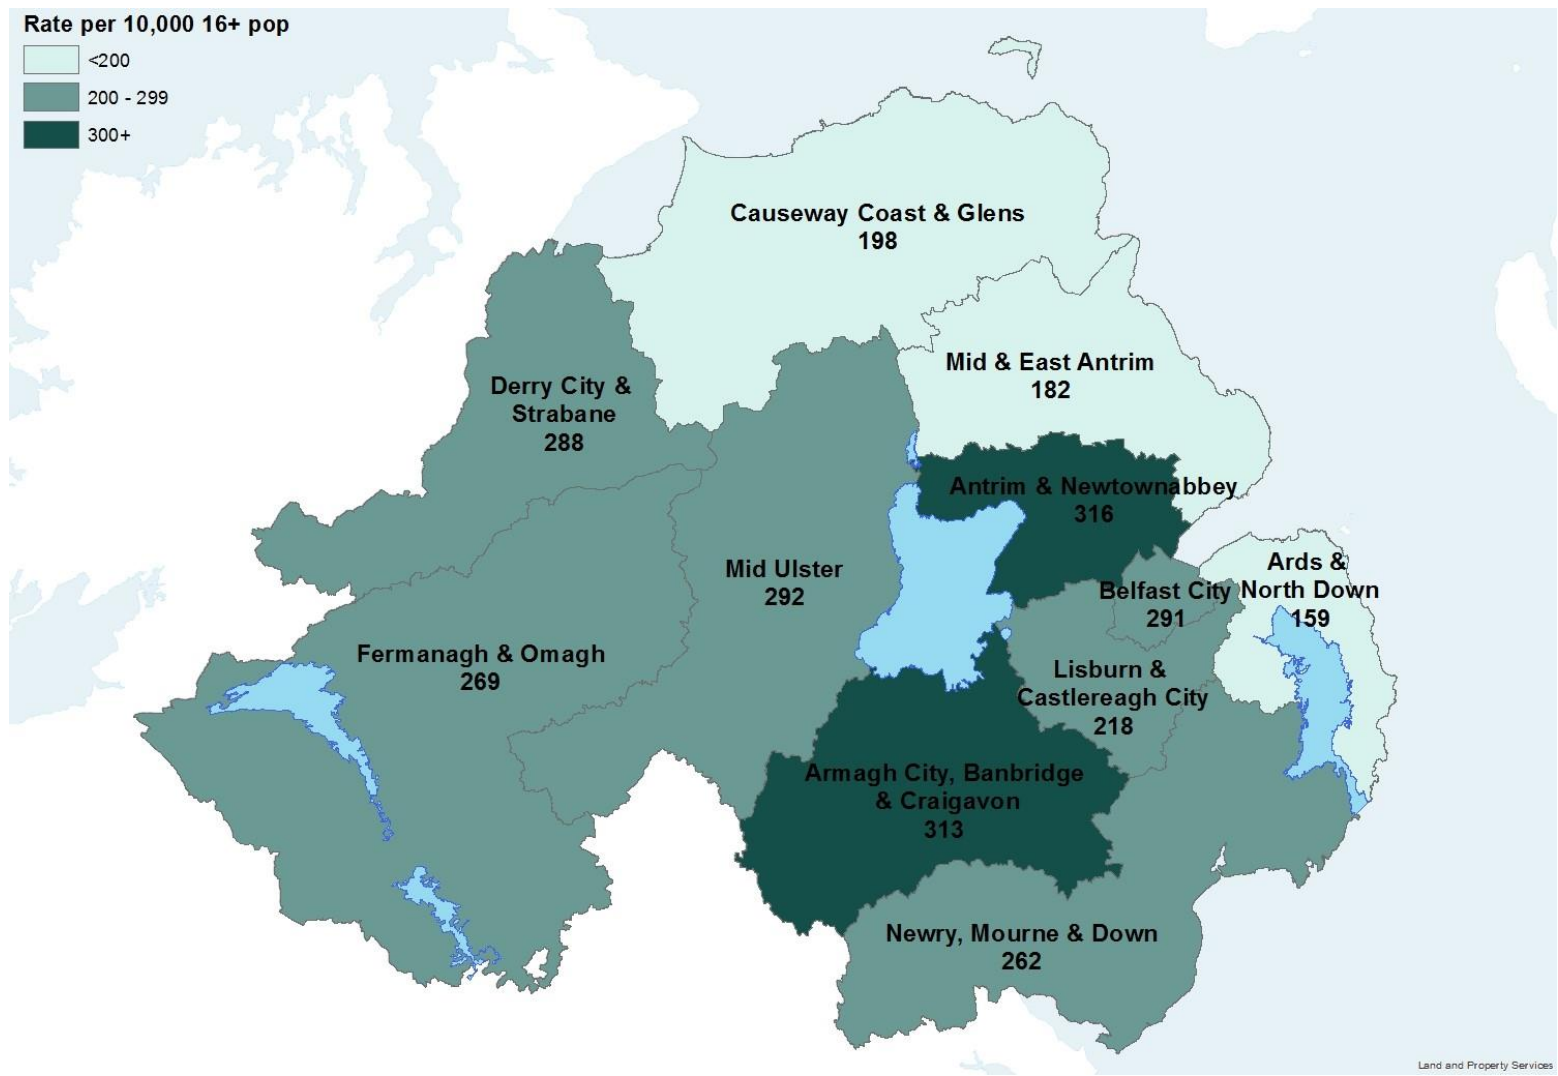 Rate per 10,000 16+ pop
<200
200 - 299
300+
Causeway Coast & Glens
198
Mid & East Antrim
182
Derry City &
Strabane
288
Antrim & Newtownabbey
316
Mid Ulster
292
Belfast City
291
Ards &
North Down
159
Fermanagh & Omagh
269
Lisburn &
Castlereagh City
218
Armagh City, Banbridge
& Craigavon
313
Newry, Mourne & Down
262
Land and Property Services